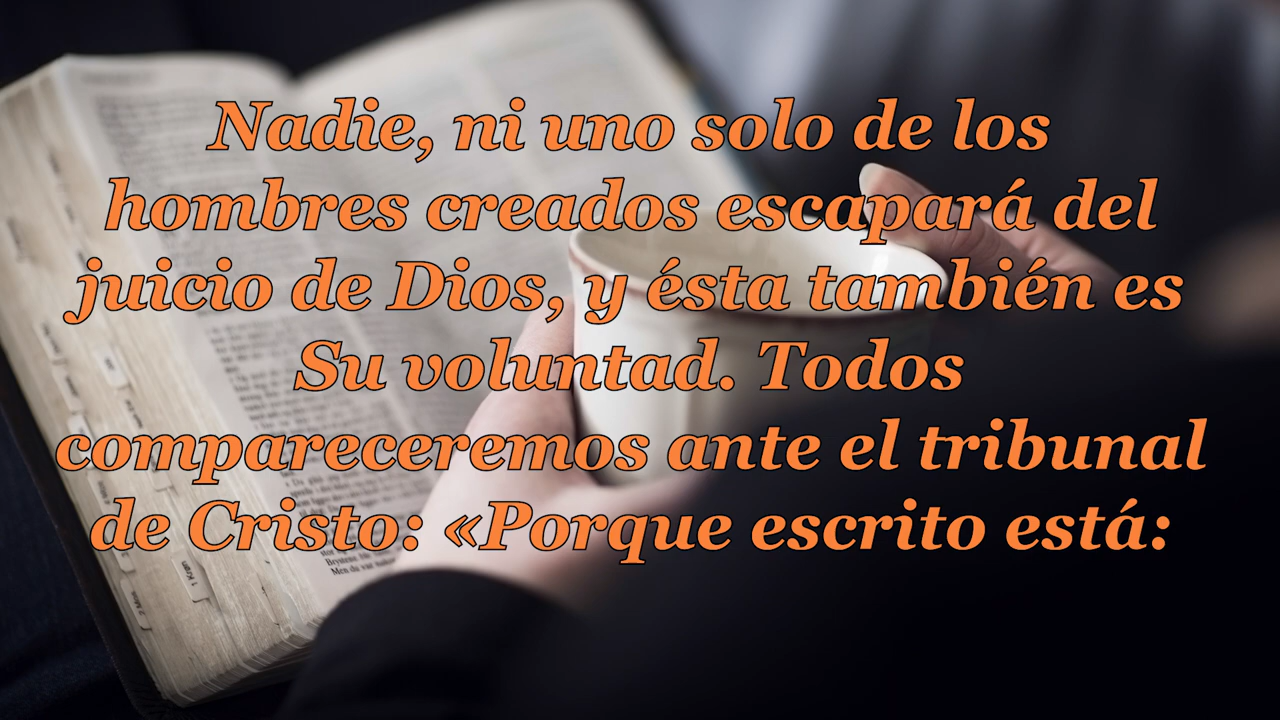 Nadie, ni uno solo de los
hombres creados escapará del
juicio de Dios, y ésta también es
Su voluntad. Todos
compareceremos ante el tribunal
de Cristo: «Porque escrito está: